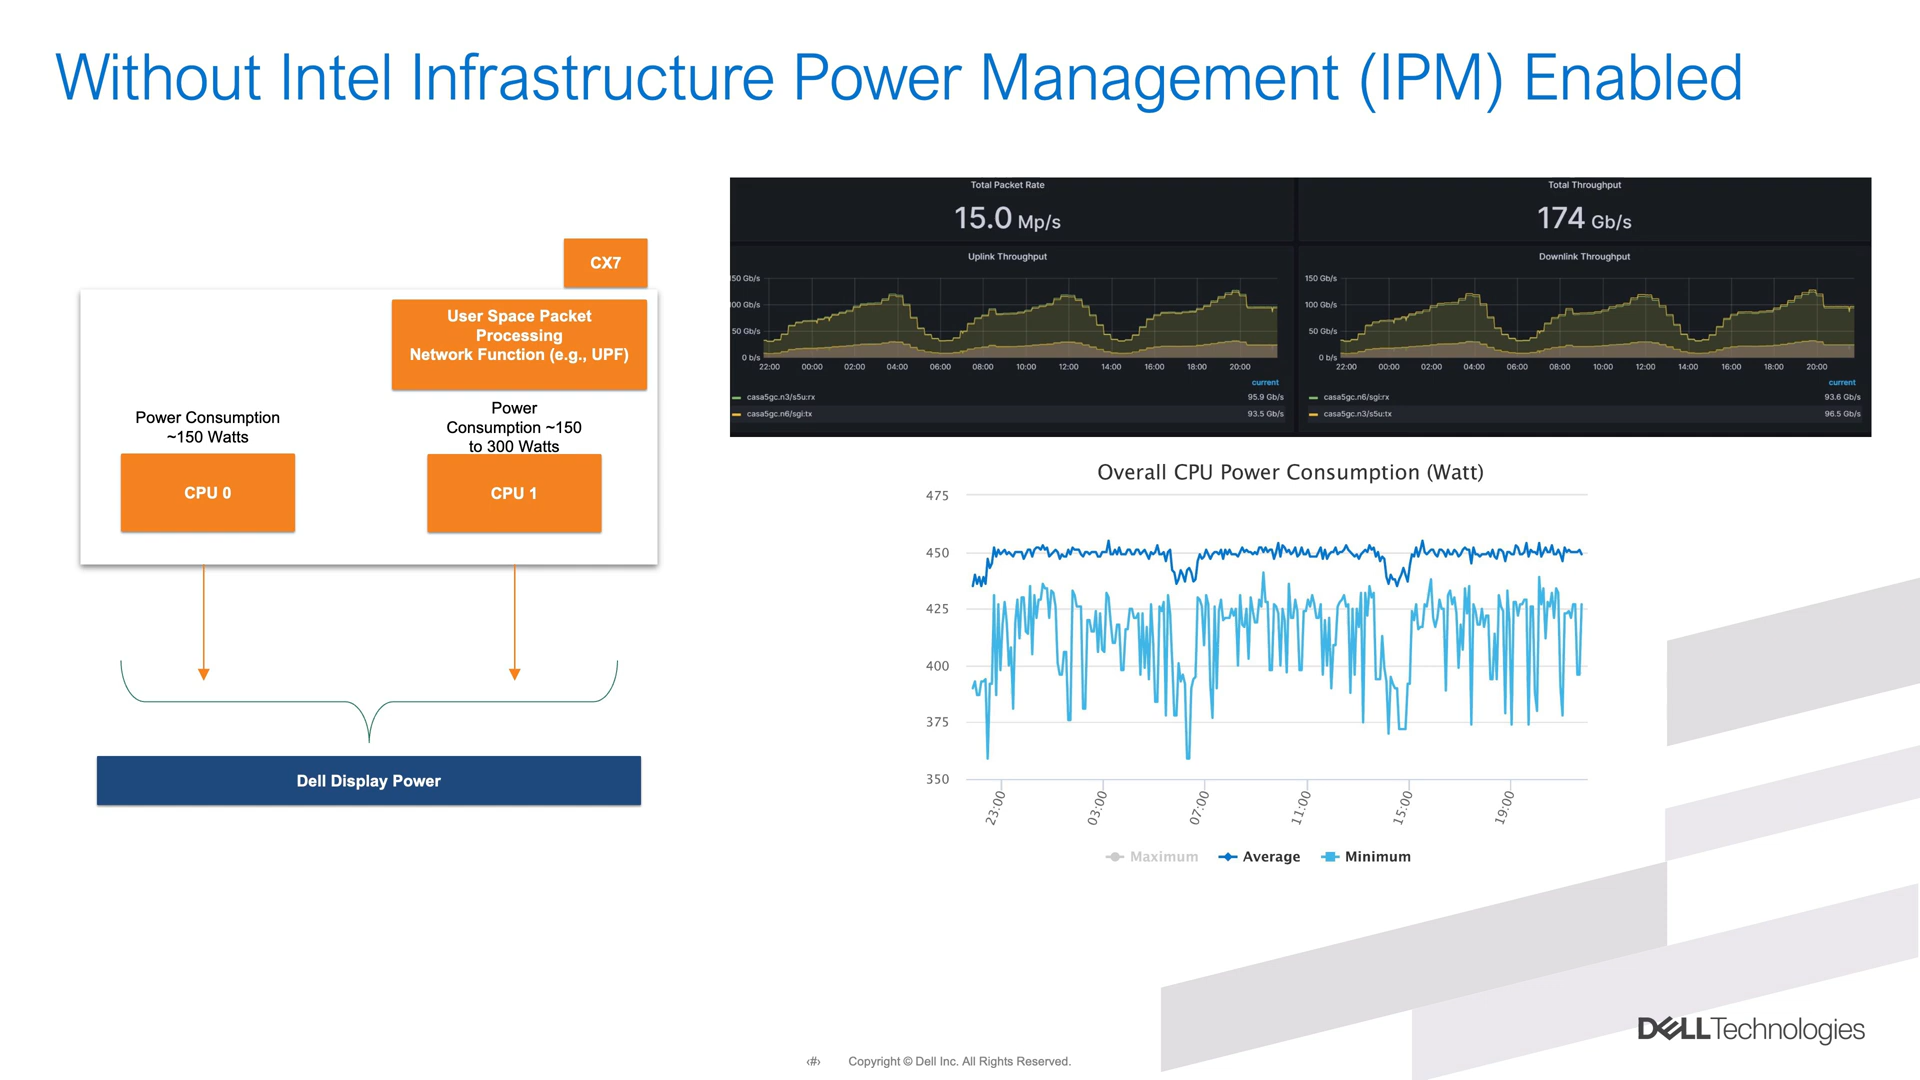 Without Intel Infrastructure Power Management (IPM) Enabled
CX7
User Space Packet
Processing
Network Function (e.g., UPF)
Power Consumption
~150 Watts
Power
Consumption ~150
to 300 Watts
CPU 0
CPU 1
Dell Display Power
Total Packet Rate
15.0 Mp/s
Total Throughput
174 Gb/s
Uplink Throughput
150 Gb/s
100 Gb/s
50 Gb/s
0 b/s
22:00 00:00 02:00 04:00 06:00 08:00 10:00 12:00 14:00 16:00 18:00 20:00
current
casa5gc.n3/s5u:rx 95.9 Gb/s
casa5gc.n6/sgi:tx 93.5 Gb/s
Downlink Throughput
150 Gb/s
100 Gb/s
50 Gb/s
0 b/s
22:00 00:00 02:00 04:00 06:00 08:00 10:00 12:00 14:00 16:00 18:00 20:00
current
casa5gc.n6/sgi:rx 93.6 Gb/s
casa5gc.n3/s5u:tx 96.5 Gb/s
Overall CPU Power Consumption (Watt)
475
450
425
400
375
350
23:00 03:00 07:00 11:00 15:00 19:00
Maximum Average Minimum
DELLTechnologies
‹#› Copyright © Dell Inc. All Rights Reserved.